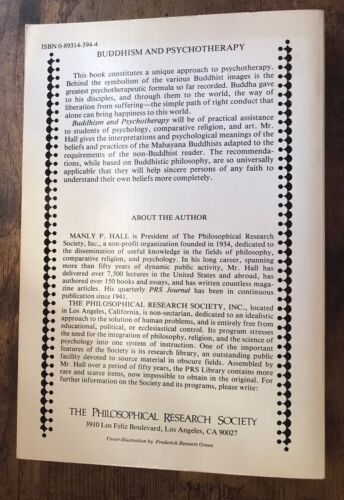 ISBN 0-89314-394-4
BUDDHISM AND PSYCHOTHERAPY
This book constitutes a unique approach to psychotherapy.
Behind the symbolism of the various Buddhist images is the
greatest psychotherapeutic formula so far recorded. Buddha gave
to his disciples, and through them to the world, the way of
liberation from suffering—the simple path of right conduct that
alone can bring happiness to this world.
Buddhism and Psychotherapy will be of practical assistance
to students of psychology, comparative religion, and art. Mr.
Hall gives the interpretations and psychological meanings of the
beliefs and practices of the Mahayana Buddhists adapted to the
requirements of the non-Buddhist reader. The recommenda-
tions, while based on Buddhistic philosophy, are so universally
applicable that they will help sincere persons of any faith to
understand their own beliefs more completely.
ABOUT THE AUTHOR
MANLY P. HALL is President of The Philosophical Research
Society, Inc., a non-profit organization founded in 1934, dedicated to
the dissemination of useful knowledge in the fields of philosophy,
comparative religion, and psychology. In his long career, spanning
more than fifty years of dynamic public activity, Mr. Hall has
delivered over 7,500 lectures in the United States and abroad, has
authored over 150 books and essays, and has written countless maga-
zine articles. His quarterly PRS Journal has been in continuous
publication since 1941.
THE PHILOSOPHICAL RESEARCH SOCIETY, INC., located
in Los Angeles, California, is non-sectarian, dedicated to an idealistic
approach to the solution of human problems, and is entirely free from
educational, political, or ecclesiastical control. Its program stresses
the need for the integration of philosophy, religion, and the science of
psychology into one system of instruction. One of the important
features of the Society is its research library, an outstanding public
facility devoted to source material in obscure fields. Assembled by
Mr. Hall over a period of fifty years, the PRS Library contains more
rare and scarce items, now impossible to obtain in the original. For
further information on the Society and its programs, please write:
THE PHILOSOPHICAL RESEARCH SOCIETY
3910 Los Feliz Boulevard, Los Angeles, CA 90027
Cover illustration by Frederick Bennett Green